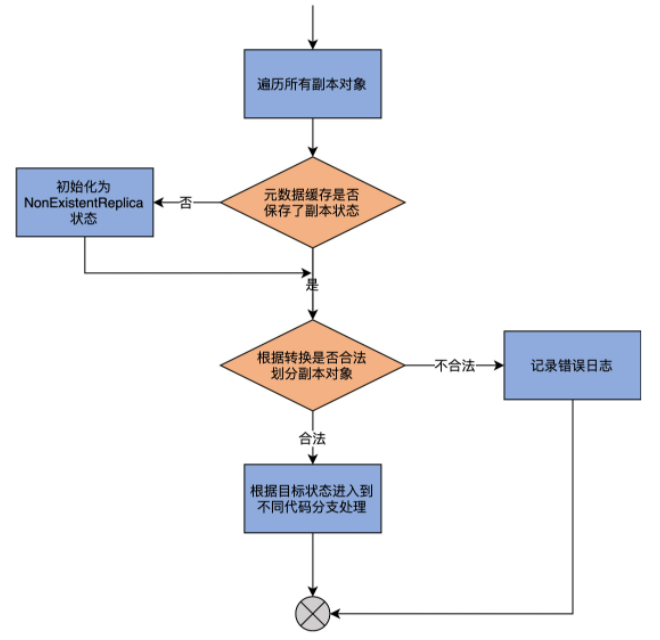 遍历所有副本对象
元数据缓存是否
保存了副本状态
否
初始化为
NonExistentReplica
状态
是
根据转换是否合法
划分副本对象
不合法
记录错误日志
合法
根据目标状态进入到
不同代码分支处理